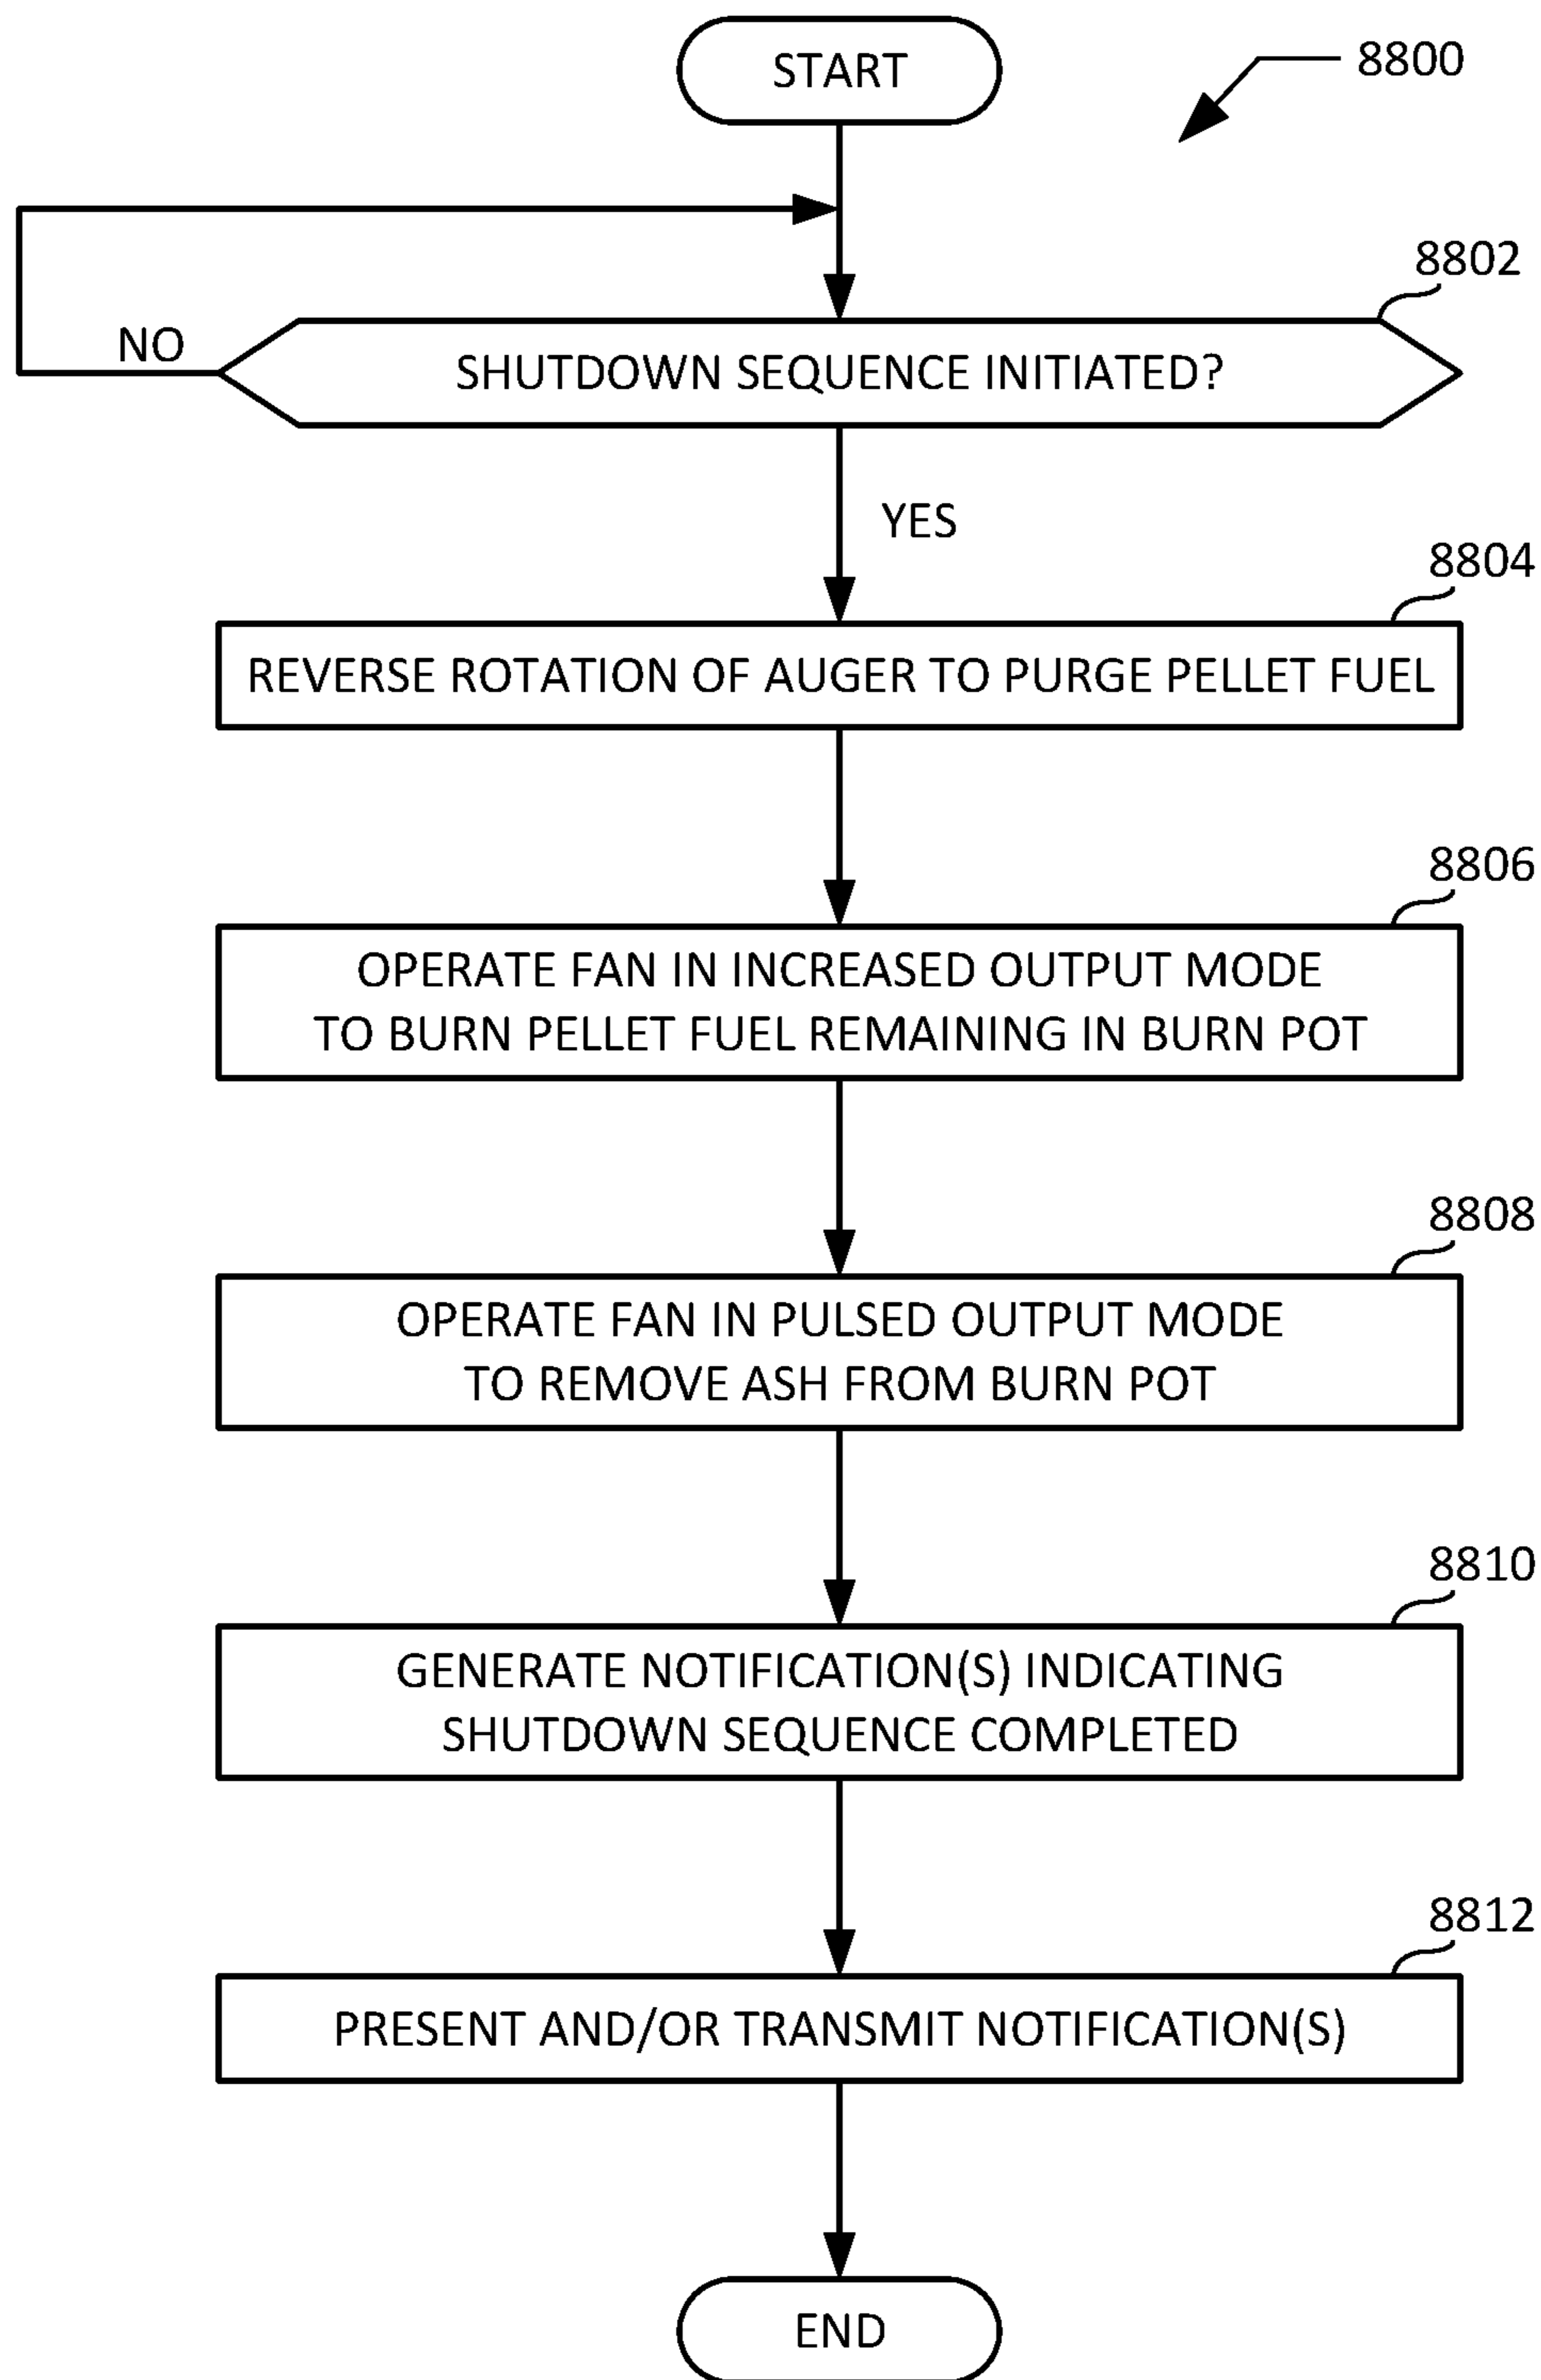 START
8800
8802
NO
SHUTDOWN SEQUENCE INITIATED?
YES
8804
REVERSE ROTATION OF AUGER TO PURGE PELLET FUEL
8806
OPERATE FAN IN INCREASED OUTPUT MODE
TO BURN PELLET FUEL REMAINING IN BURN POT
8808
OPERATE FAN IN PULSED OUTPUT MODE
TO REMOVE ASH FROM BURN POT
8810
GENERATE NOTIFICATION(S) INDICATING
SHUTDOWN SEQUENCE COMPLETED
8812
PRESENT AND/OR TRANSMIT NOTIFICATION(S)
END